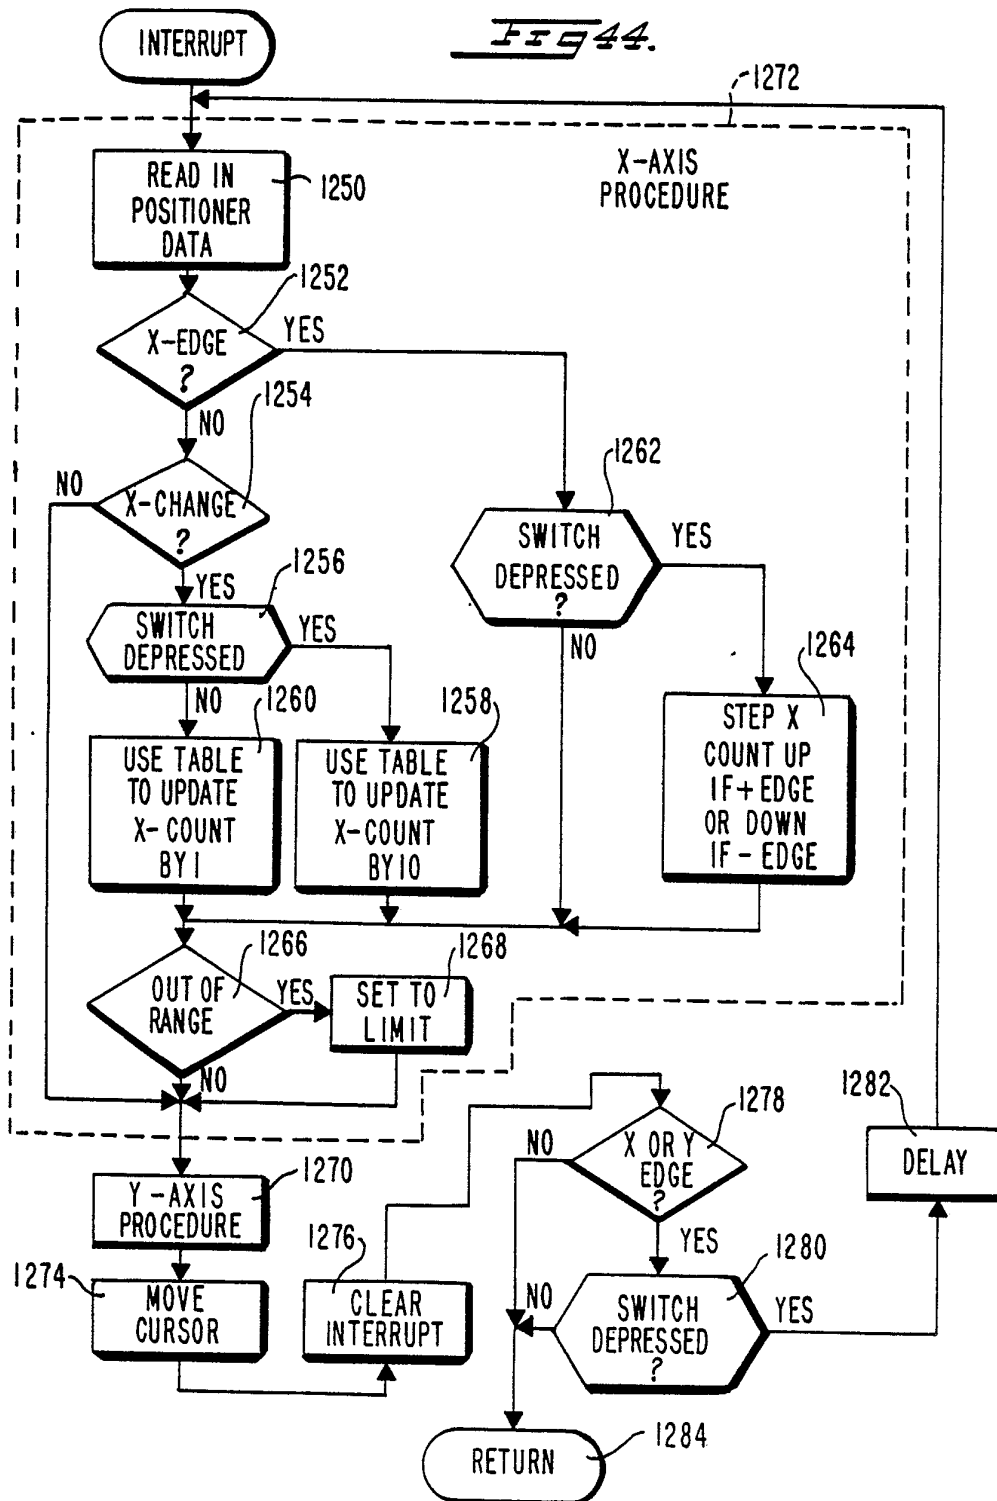 INTERRUPT
Fig 44.
1272
X-AXIS
PROCEDURE
READ IN
POSITIONER
DATA
1250
1252
X-EDGE
?
YES
NO
1254
NO
X-CHANGE
?
YES
1262
SWITCH
DEPRESSED
?
YES
NO
1256
SWITCH
DEPRESSED
YES
NO
1260
USE TABLE
TO UPDATE
X-COUNT
BY 1
1258
USE TABLE
TO UPDATE
X-COUNT
BY 10
1264
STEP X
COUNT UP
IF + EDGE
OR DOWN
IF - EDGE
1266
OUT OF
RANGE
YES
NO
1268
SET TO
LIMIT
1270
Y-AXIS
PROCEDURE
1274
MOVE
CURSOR
1276
CLEAR
INTERRUPT
1278
X OR Y
EDGE
?
NO
YES
1280
SWITCH
DEPRESSED
?
NO
YES
1282
DELAY
RETURN
1284